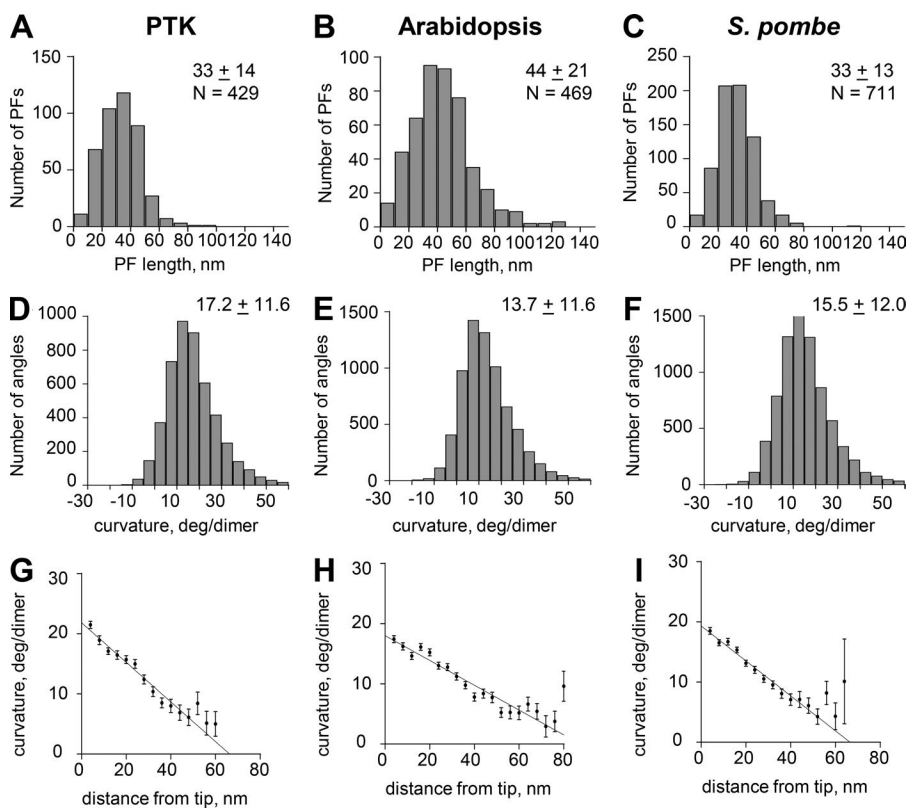 A PTK
B Arabidopsis
C S. pombe
150
100
50
0
Number of PFs
33 ± 14
N = 429
20 40 60 80 100 140
0
PF length, nm
100
80
60
40
20
0
Number of PFs
44 ± 21
N = 469
20 40 60 80 100 140
0
PF length, nm
250
200
150
100
50
0
Number of PFs
33 ± 13
N = 711
20 40 60 80 100 140
0
PF length, nm
D
17.2 ± 11.6
1000
800
600
400
200
0
Number of angles
-30 -10 10 30 50
curvature, deg/dimer
E
13.7 ± 11.6
1500
1000
500
0
Number of angles
-30 -10 10 30 50
curvature, deg/dimer
F
15.5 ± 12.0
1500
1000
500
0
Number of angles
-30 -10 10 30 50
curvature, deg/dimer
G
30
20
10
0
curvature, deg/dimer
0 20 40 60 80
distance from tip, nm
H
30
20
10
0
curvature, deg/dimer
0 20 40 60 80
distance from tip, nm
I
30
20
10
0
curvature, deg/dimer
0 20 40 60 80
distance from tip, nm